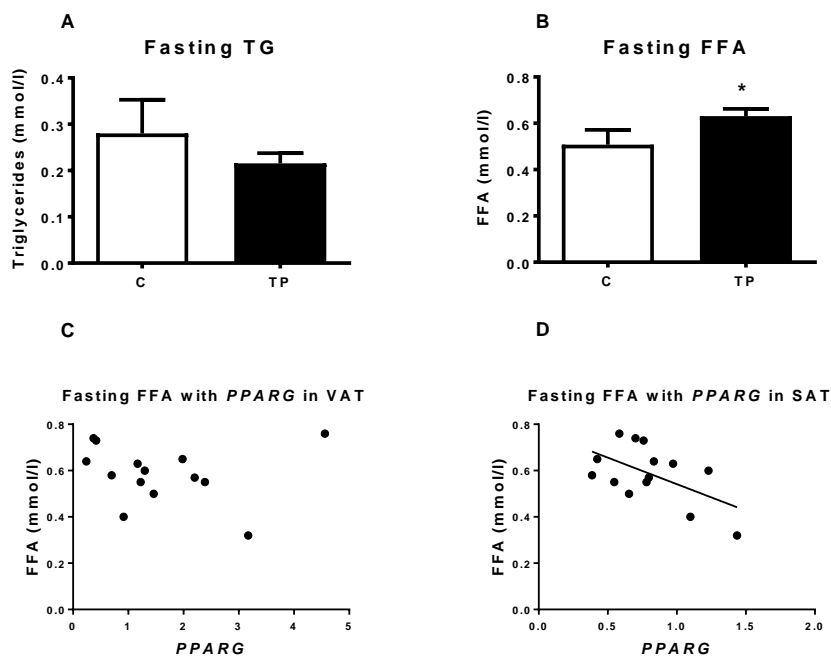 A
Fasting TG
Triglycerides (mmol/l)
0.4
0.3
0.2
0.1
0.0
C
TP
B
Fasting FFA
FFA (mmol/l)
0.8
0.6
0.4
0.2
0.0
*
C
TP
C
Fasting FFA with PPARG in VAT
FFA (mmol/l)
0.8
0.6
0.4
0.2
0.0
0 1 2 3 4 5
PPARG
D
Fasting FFA with PPARG in SAT
FFA (mmol/l)
0.8
0.6
0.4
0.2
0.0
0.0 0.5 1.0 1.5 2.0
PPARG